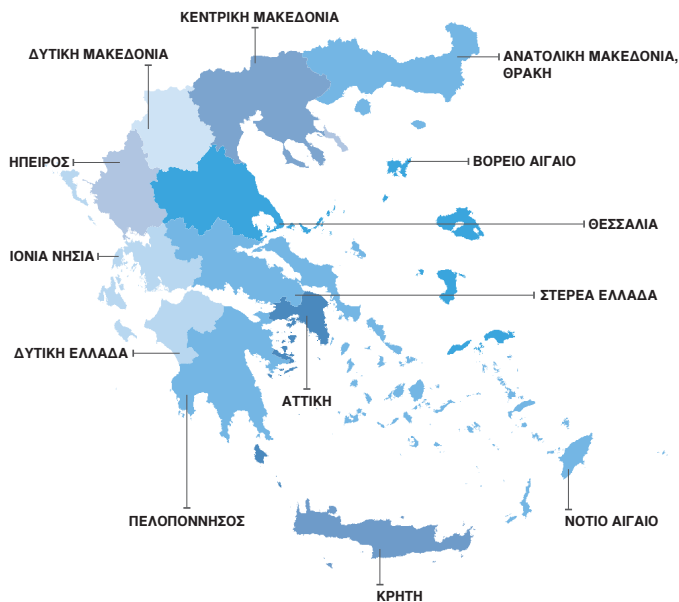 ΚΕΝΤΡΙΚΗ ΜΑΚΕΔΟΝΙΑ
ΔΥΤΙΚΗ ΜΑΚΕΔΟΝΙΑ
ΑΝΑΤΟΛΙΚΗ ΜΑΚΕΔΟΝΙΑ,
ΘΡΑΚΗ
ΗΠΕΙΡΟΣ
ΒΟΡΕΙΟ ΑΙΓΑΙΟ
ΘΕΣΣΑΛΙΑ
ΙΟΝΙΑ ΝΗΣΙΑ
ΣΤΕΡΕΑ ΕΛΛΑΔΑ
ΔΥΤΙΚΗ ΕΛΛΑΔΑ
ΑΤΤΙΚΗ
ΠΕΛΟΠΟΝΝΗΣΟΣ
ΝΟΤΙΟ ΑΙΓΑΙΟ
ΚΡΗΤΗ